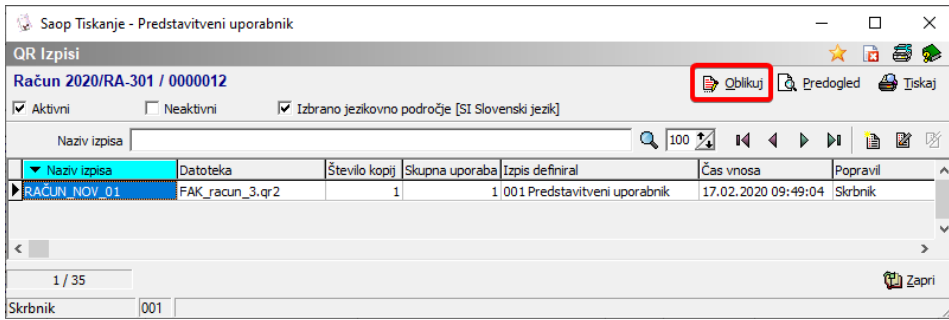 Saop Tiskanje - Predstavitveni uporabnik
QR Izpisi
Račun 2020/RA-301 / 0000012 Oblikuj Predogled Tiskaj
Aktivni Neaktivni Izbrano jezikovno področje [SI Slovenski jezik]
Naziv izpisa 100
Naziv izpisa Datoteka Število kopij Skupna uporaba Izpis definiral Čas vnosa Popravil
RAČUN_NOV_01 FAK_racun_3.qr2 1 1 001 Predstavitveni uporabnik 17.02.2020 09:49:04 Skrbnik
1 / 35 Zapri
Skrbnik 001